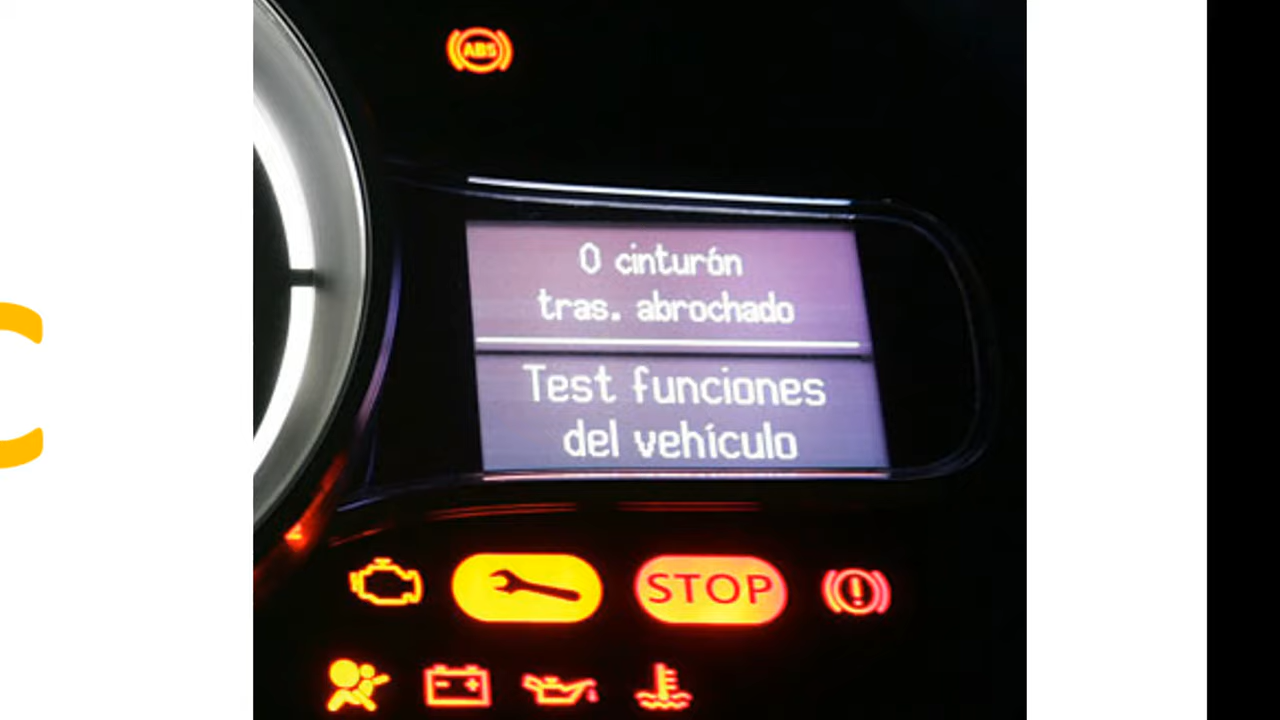 ABS
0 cinturón
tras. abrochado
Test funciones
del vehículo
STOP